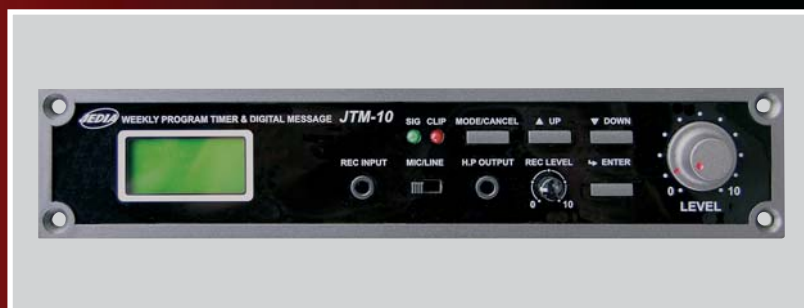 JEDIA WEEKLY PROGRAM TIMER & DIGITAL MESSAGE JTM-10
SIG CLIP MODE/CANCEL ▲ UP ▼ DOWN
REC INPUT MIC/LINE H.P OUTPUT REC LEVEL ↵ ENTER
0 10
0 10
LEVEL